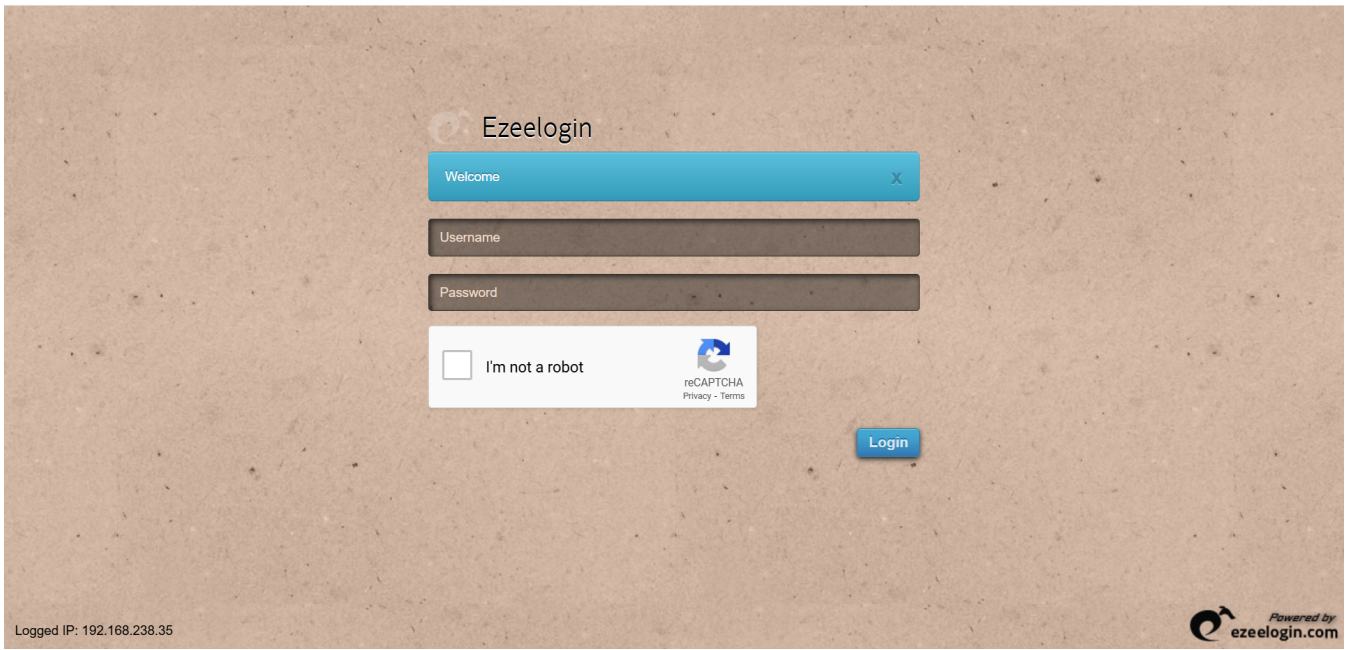 Ezeelogin
Welcome x
Username
Password
I'm not a robot
reCAPTCHA
Privacy - Terms
Login
Logged IP: 192.168.238.35
Powered by
ezeelogin.com